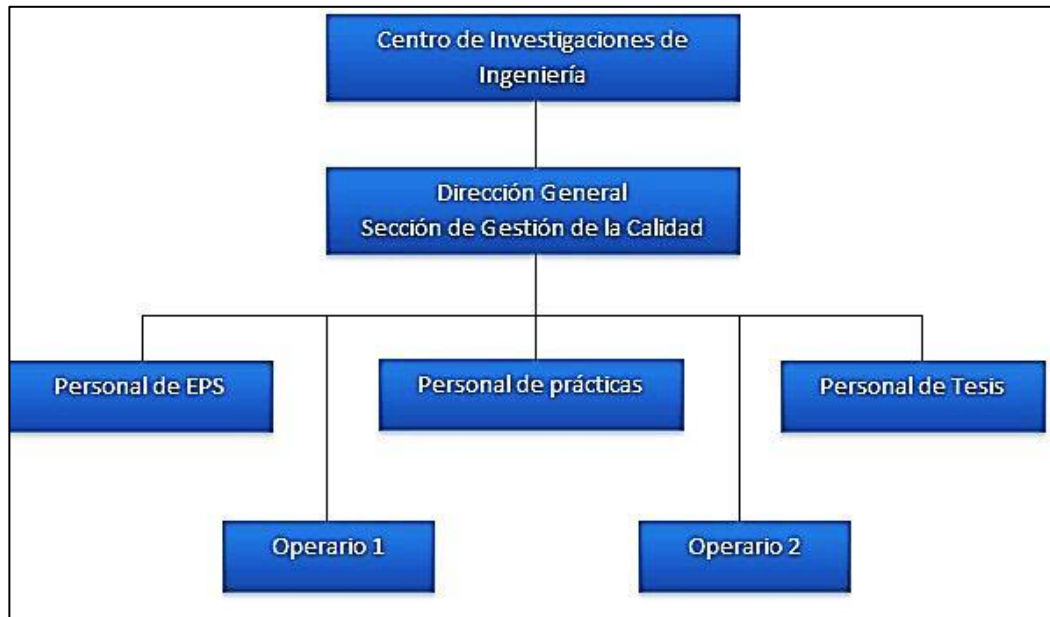 Centro de Investigaciones de
Ingeniería
Dirección General
Sección de Gestión de la Calidad
Personal de EPS
Personal de prácticas
Personal de Tesis
Operario 1
Operario 2